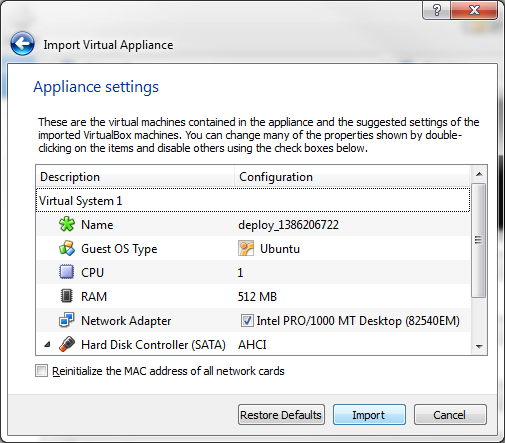 ?
Import Virtual Appliance
Appliance settings
These are the virtual machines contained in the appliance and the suggested settings of the
imported VirtualBox machines. You can change many of the properties shown by double-
clicking on the items and disable others using the check boxes below.
Description Configuration
Virtual System 1
Name deploy_1386206722
Guest OS Type Ubuntu
CPU 1
RAM 512 MB
Network Adapter Intel PRO/1000 MT Desktop (82540EM)
Hard Disk Controller (SATA) AHCI
Reinitialize the MAC address of all network cards
Restore Defaults Import Cancel